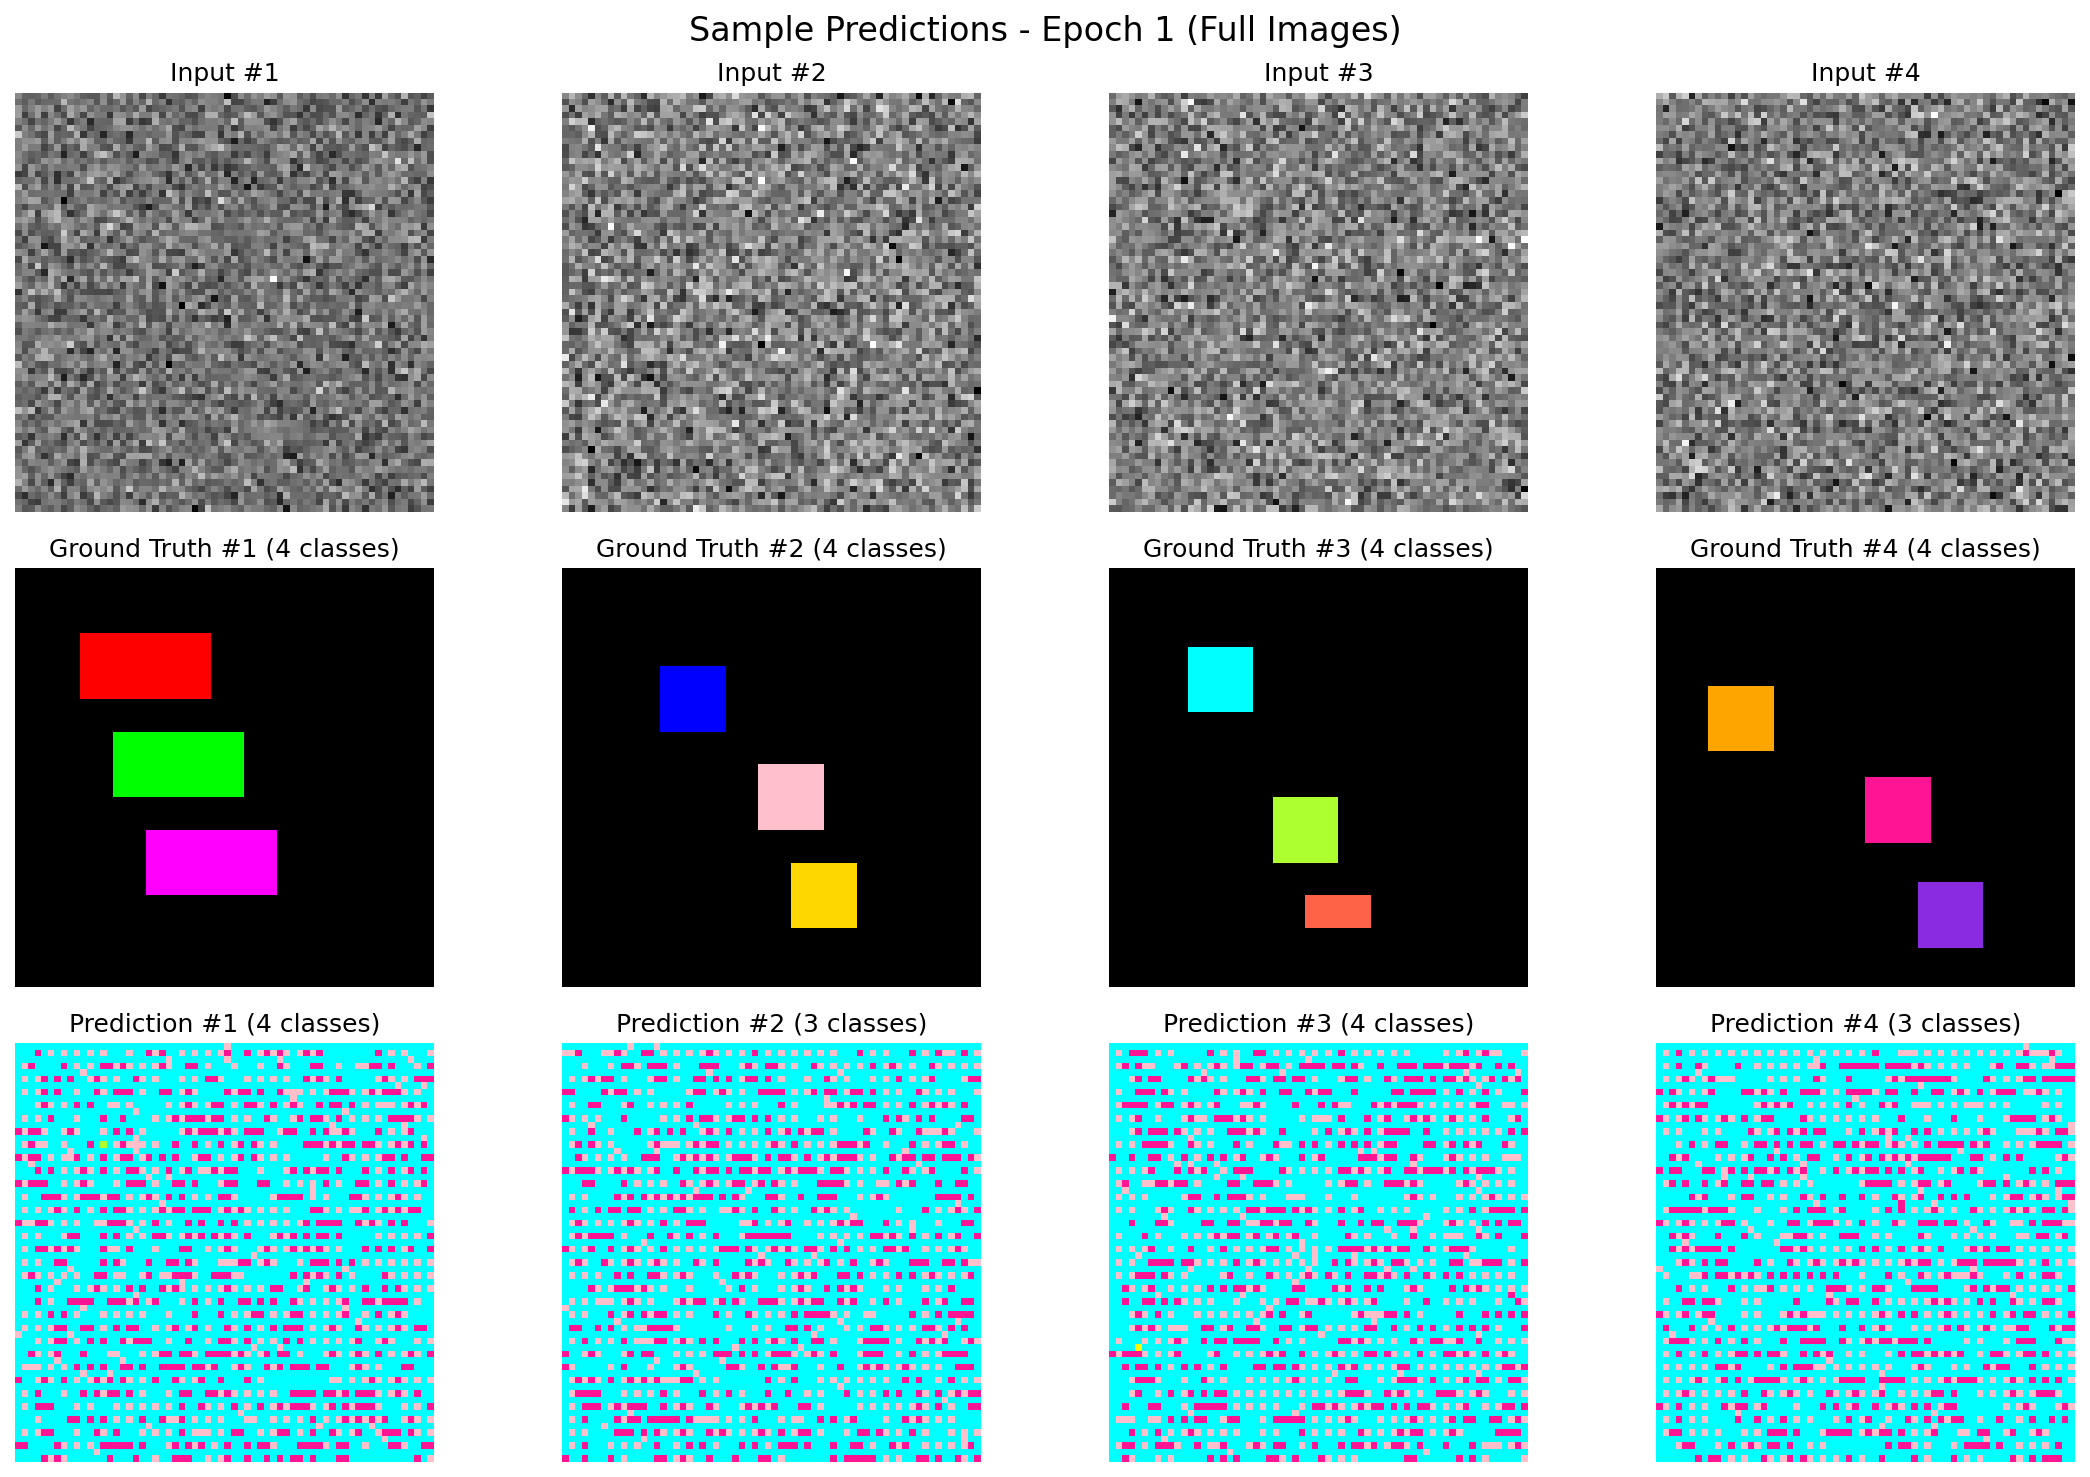 Sample Predictions - Epoch 1 (Full Images)
Input #1
Input #2
Input #3
Input #4
Ground Truth #1 (4 classes)
Ground Truth #2 (4 classes)
Ground Truth #3 (4 classes)
Ground Truth #4 (4 classes)
Prediction #1 (4 classes)
Prediction #2 (3 classes)
Prediction #3 (4 classes)
Prediction #4 (3 classes)